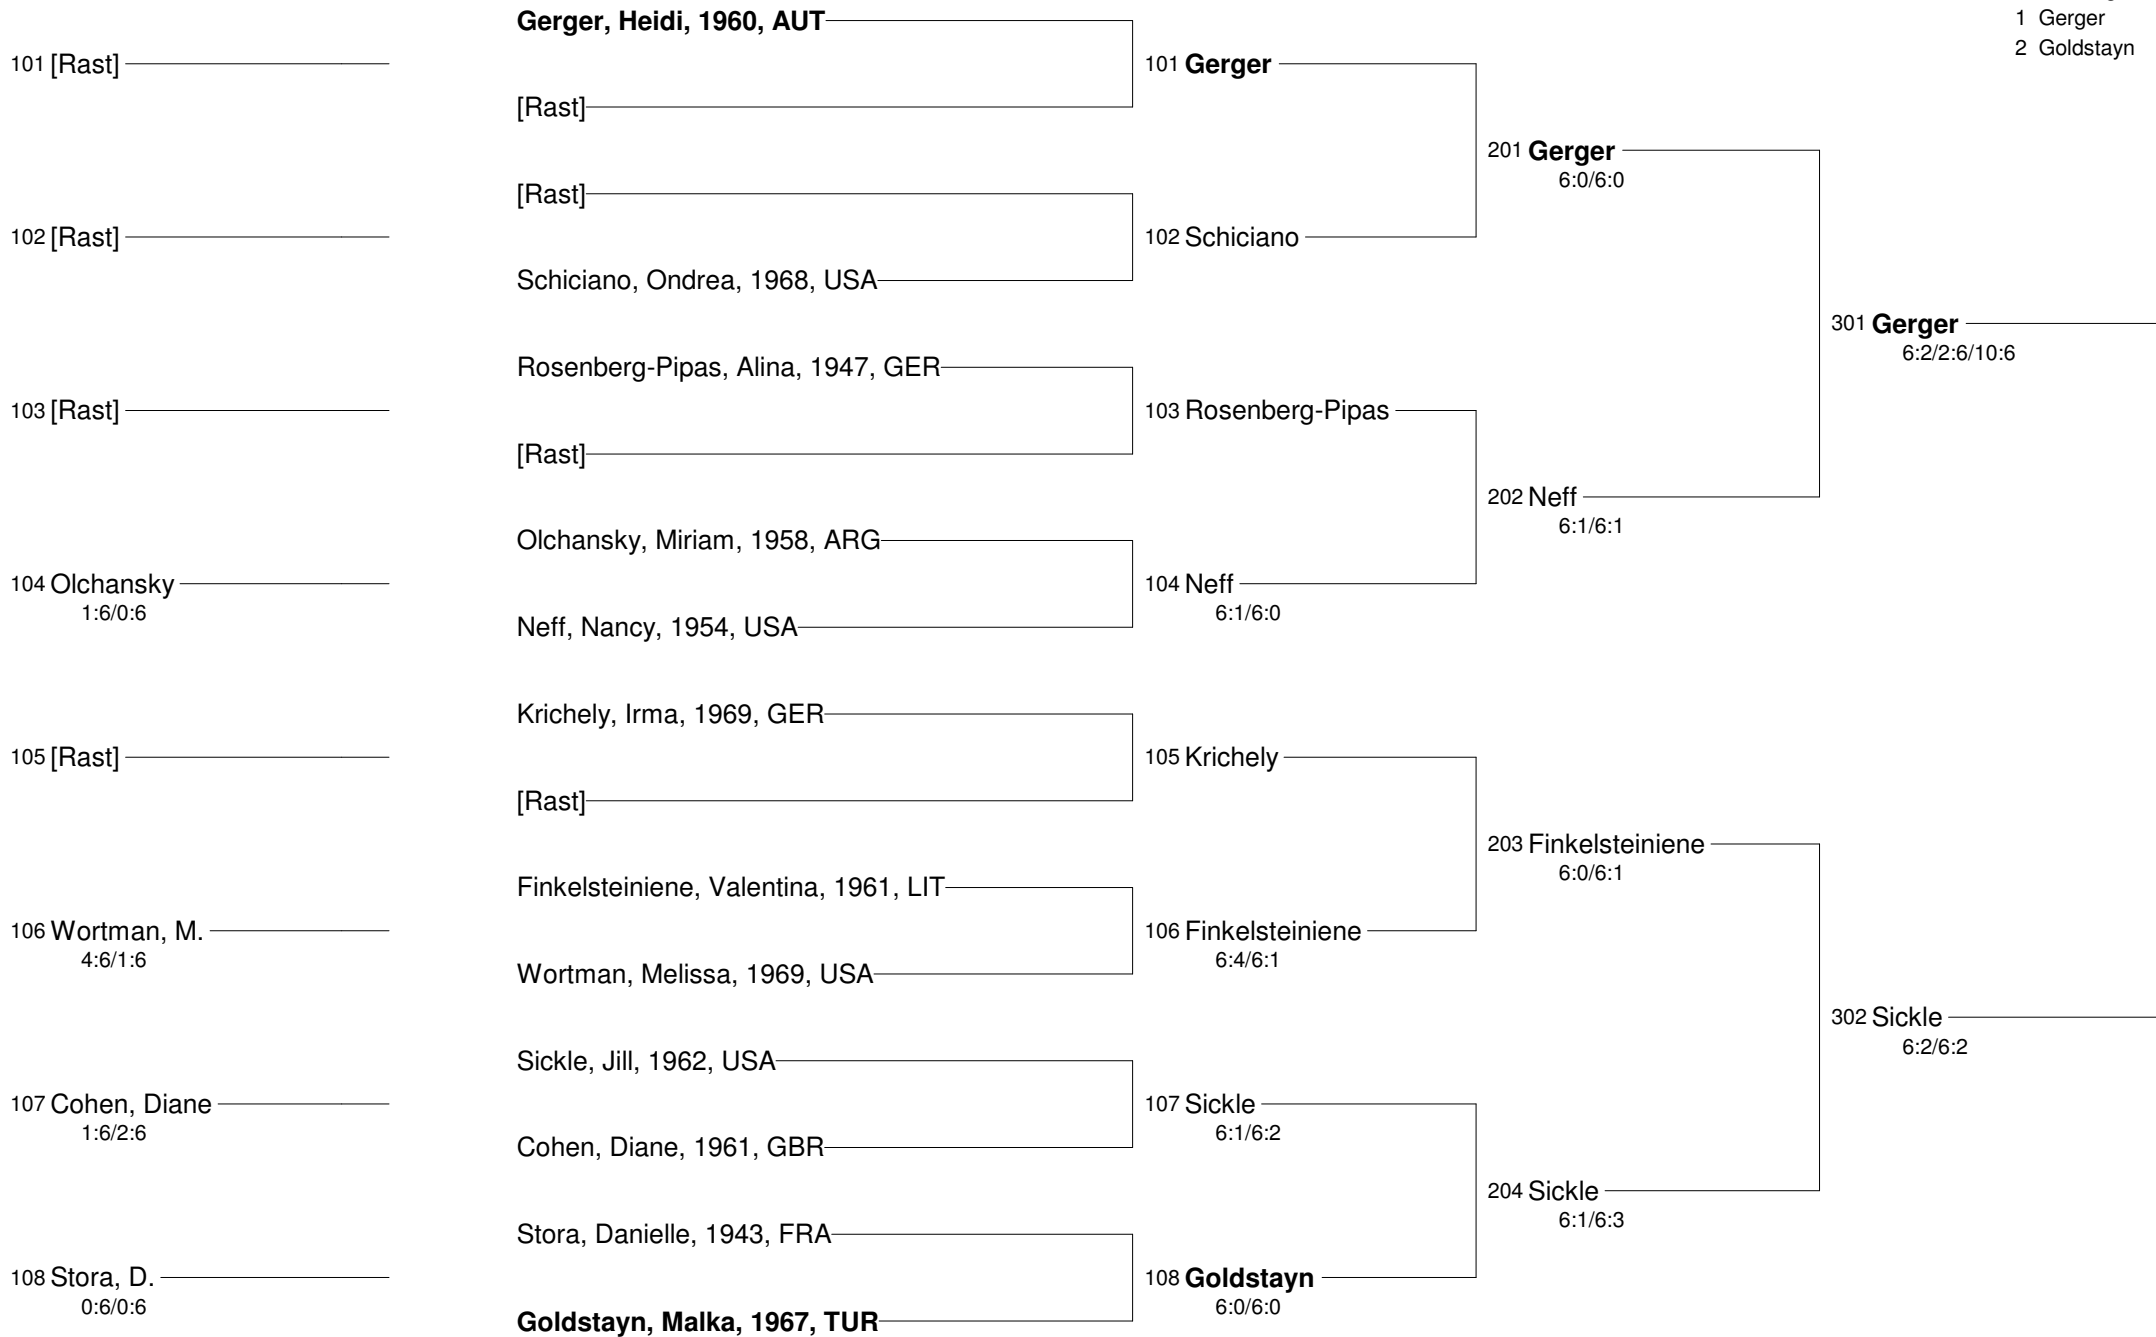 Gerger, Heidi, 1960, AUT
1 Gerger
2 Goldstayn
101 [Rast]
101 Gerger
[Rast]
201 Gerger
6:0/6:0
[Rast]
102 [Rast]
102 Schiciano
Schiciano, Ondrea, 1968, USA
301 Gerger
6:2/2:6/10:6
Rosenberg-Pipas, Alina, 1947, GER
103 [Rast]
103 Rosenberg-Pipas
[Rast]
202 Neff
6:1/6:1
Olchansky, Miriam, 1958, ARG
104 Olchansky
1:6/0:6
104 Neff
6:1/6:0
Neff, Nancy, 1954, USA
Krichely, Irma, 1969, GER
105 [Rast]
105 Krichely
[Rast]
203 Finkelsteiniene
6:0/6:1
Finkelsteiniene, Valentina, 1961, LIT
106 Wortman, M.
4:6/1:6
106 Finkelsteiniene
6:4/6:1
Wortman, Melissa, 1969, USA
302 Sickle
6:2/6:2
Sickle, Jill, 1962, USA
107 Cohen, Diane
1:6/2:6
107 Sickle
6:1/6:2
Cohen, Diane, 1961, GBR
204 Sickle
6:1/6:3
Stora, Danielle, 1943, FRA
108 Stora, D.
0:6/0:6
108 Goldstayn
6:0/6:0
Goldstayn, Malka, 1967, TUR